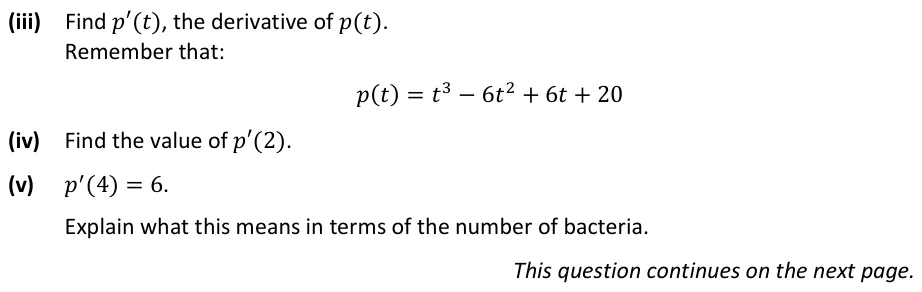 (iii) Find p′(t), the derivative of p(t).
Remember that:
p(t) = t³ − 6t² + 6t + 20
(iv) Find the value of p′(2).
(v) p′(4) = 6.
Explain what this means in terms of the number of bacteria.
This question continues on the next page.